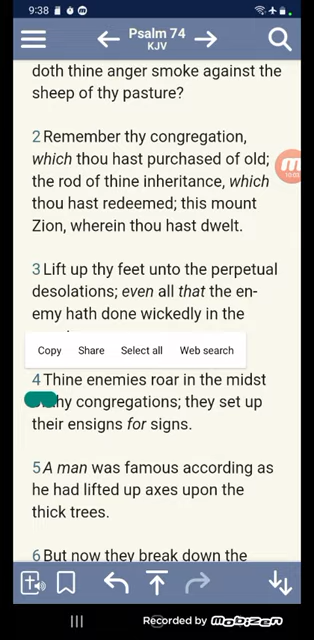 9:38
Psalm 74
KJV
doth thine anger smoke against the
sheep of thy pasture?
2 Remember thy congregation,
which thou hast purchased of old;
the rod of thine inheritance, which
thou hast redeemed; this mount
Zion, wherein thou hast dwelt.
3 Lift up thy feet unto the perpetual
desolations; even all that the en-
emy hath done wickedly in the
Copy Share Select all Web search
4 Thine enemies roar in the midst
thy congregations; they set up
their ensigns for signs.
5 A man was famous according as
he had lifted up axes upon the
thick trees.
6 But now they break down the
Recorded by Mobizen